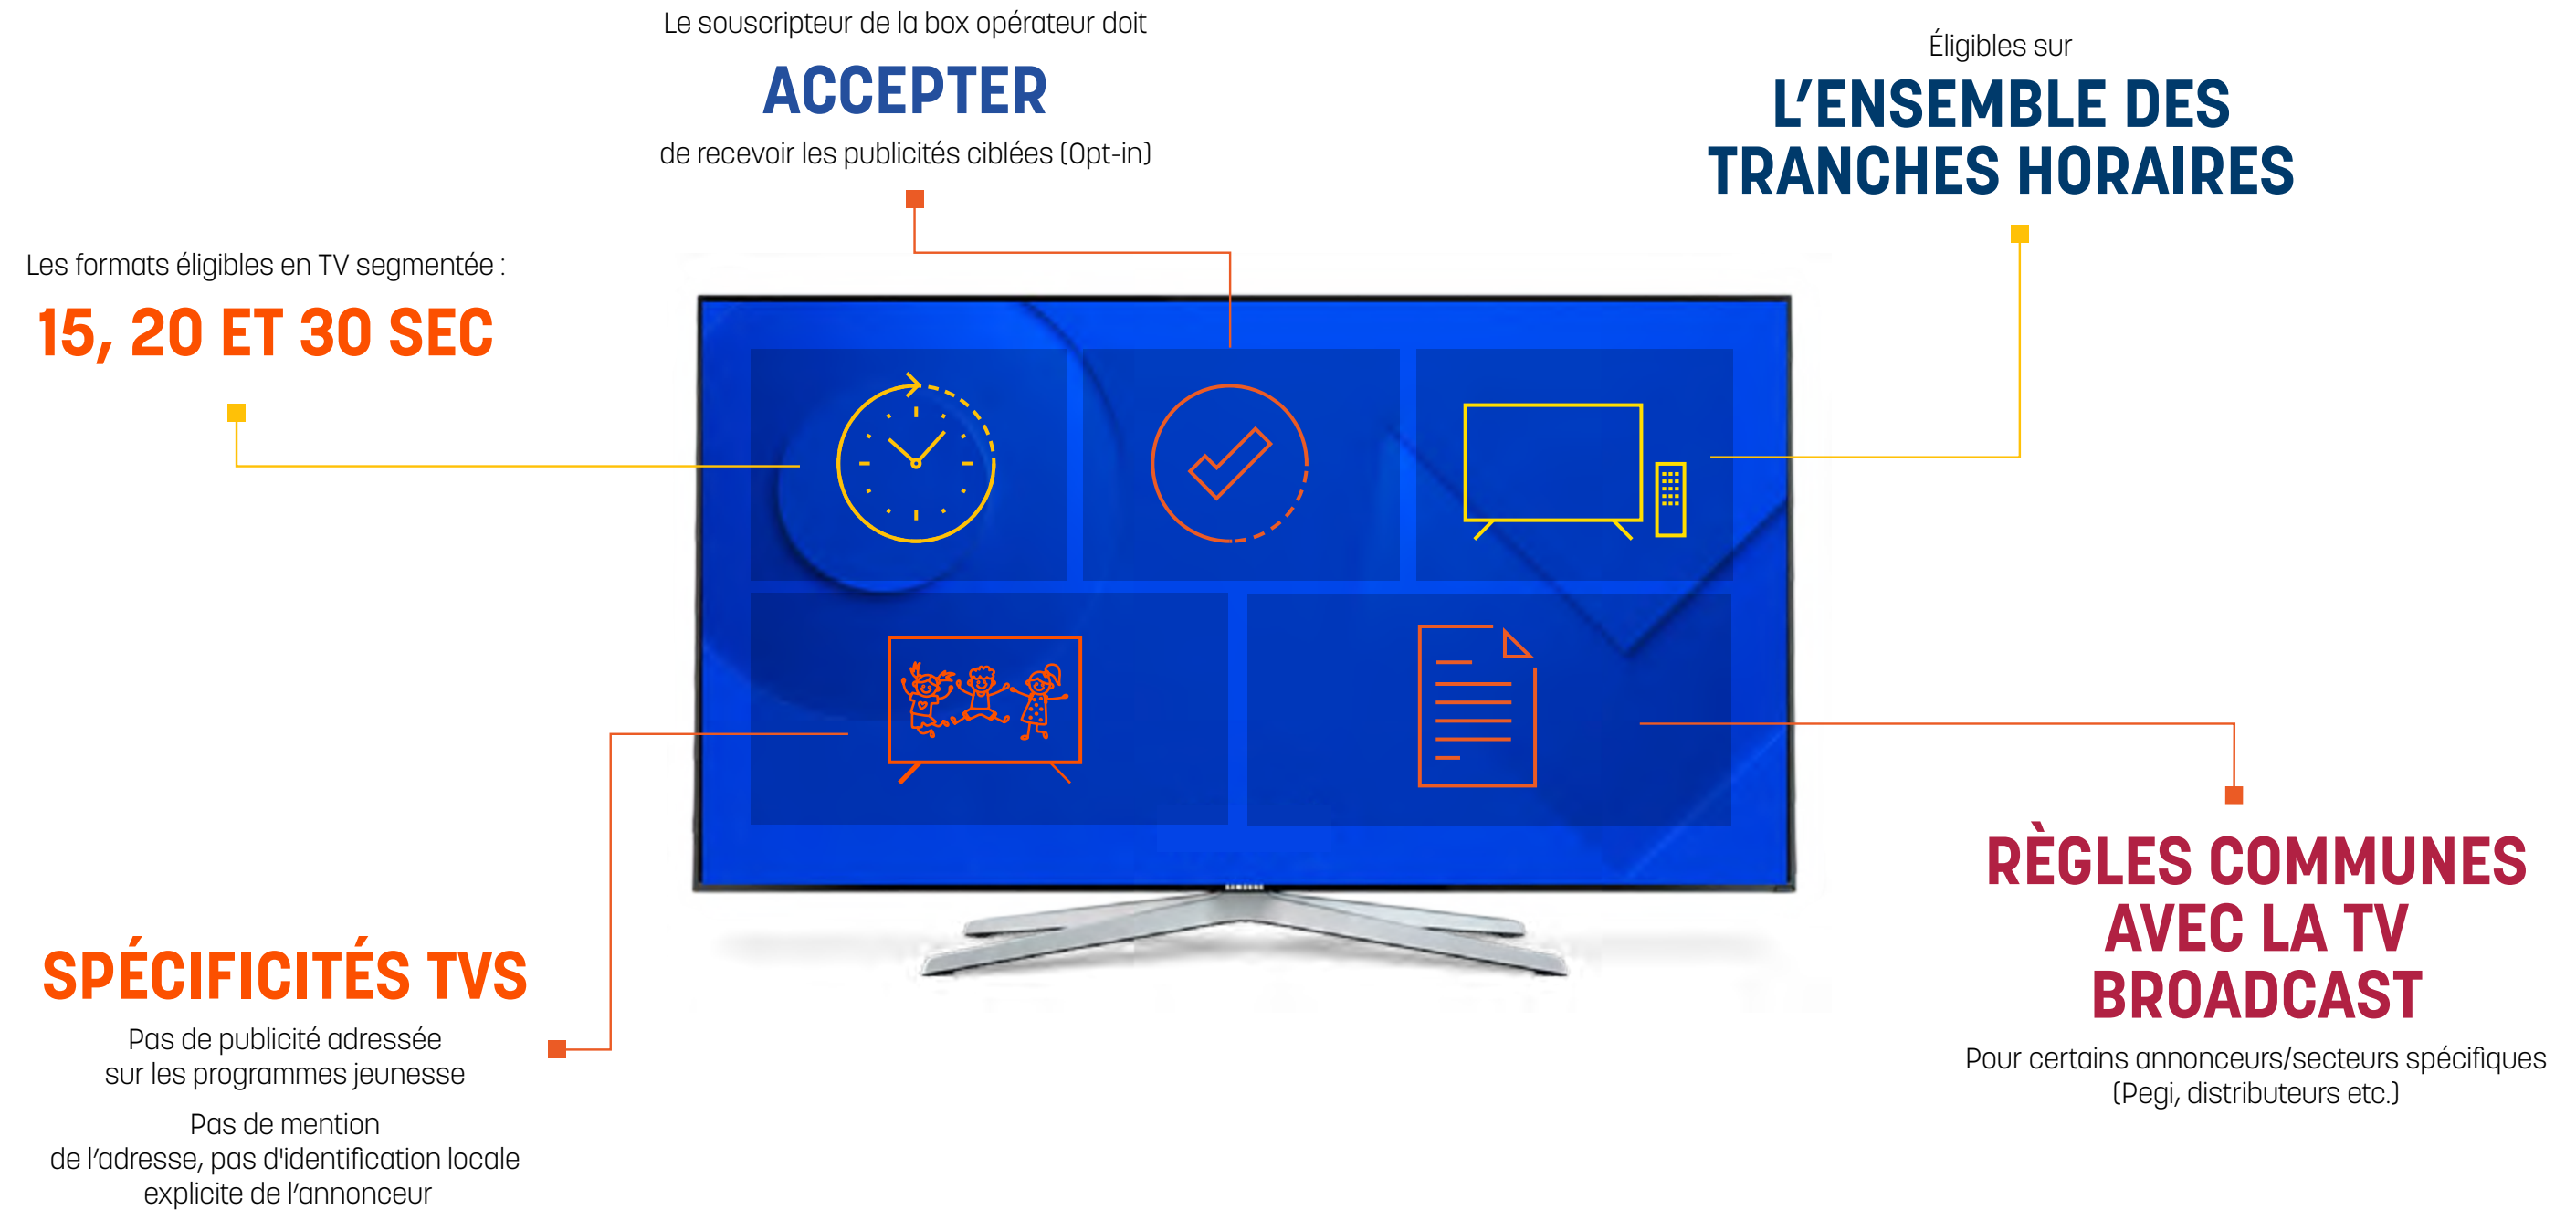 Le souscripteur de la box opérateur doit
ACCEPTER
de recevoir les publicités ciblées (Opt-in)
Éligibles sur
L'ENSEMBLE DES
TRANCHES HORAIRES
Les formats éligibles en TV segmentée :
15, 20 ET 30 SEC
SAMSUNG
SPÉCIFICITÉS TVS
Pas de publicité adressée
sur les programmes jeunesse
Pas de mention
de l'adresse, pas d'identification locale
explicite de l'annonceur
RÈGLES COMMUNES
AVEC LA TV
BROADCAST
Pour certains annonceurs/secteurs spécifiques
(Pegi, distributeurs etc.)